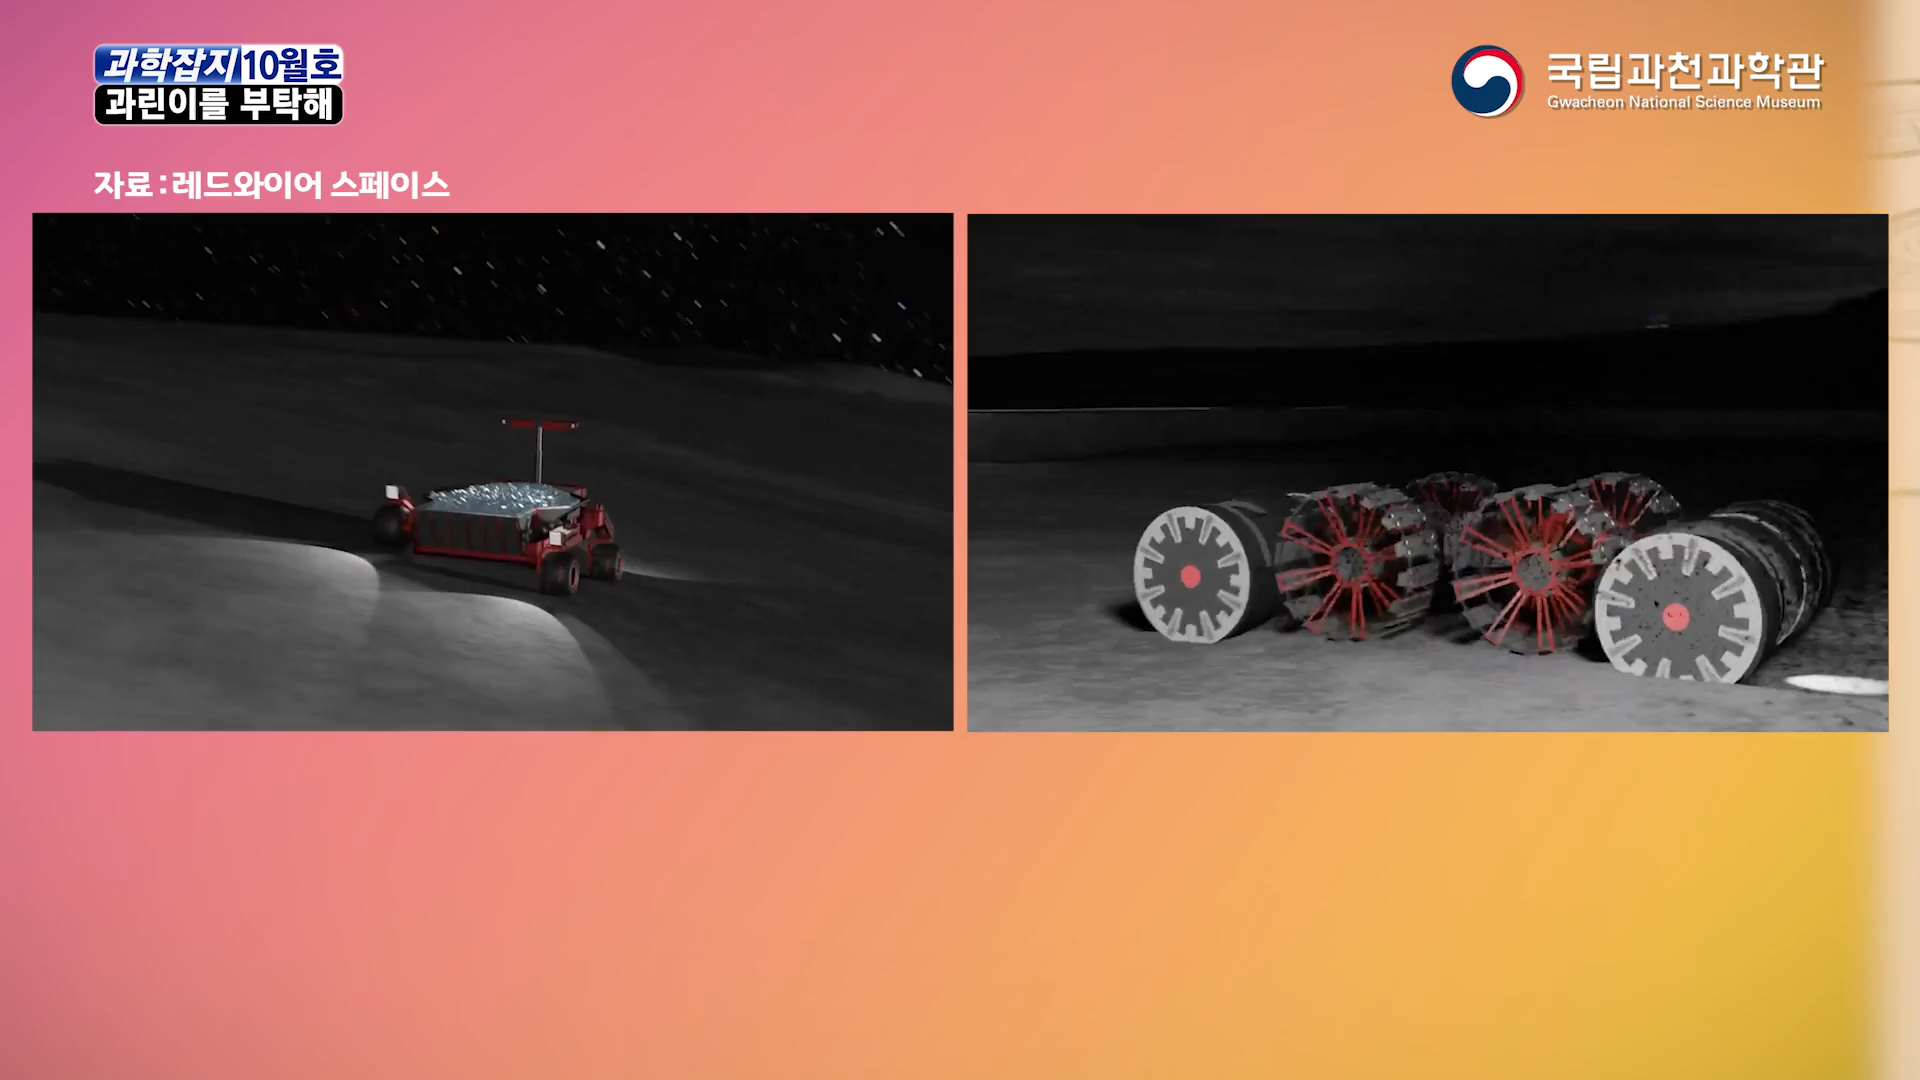 과학잡지 10월호
과린이를 부탁해
국립과천과학관
Gwacheon National Science Museum
자료 : 레드와이어 스페이스